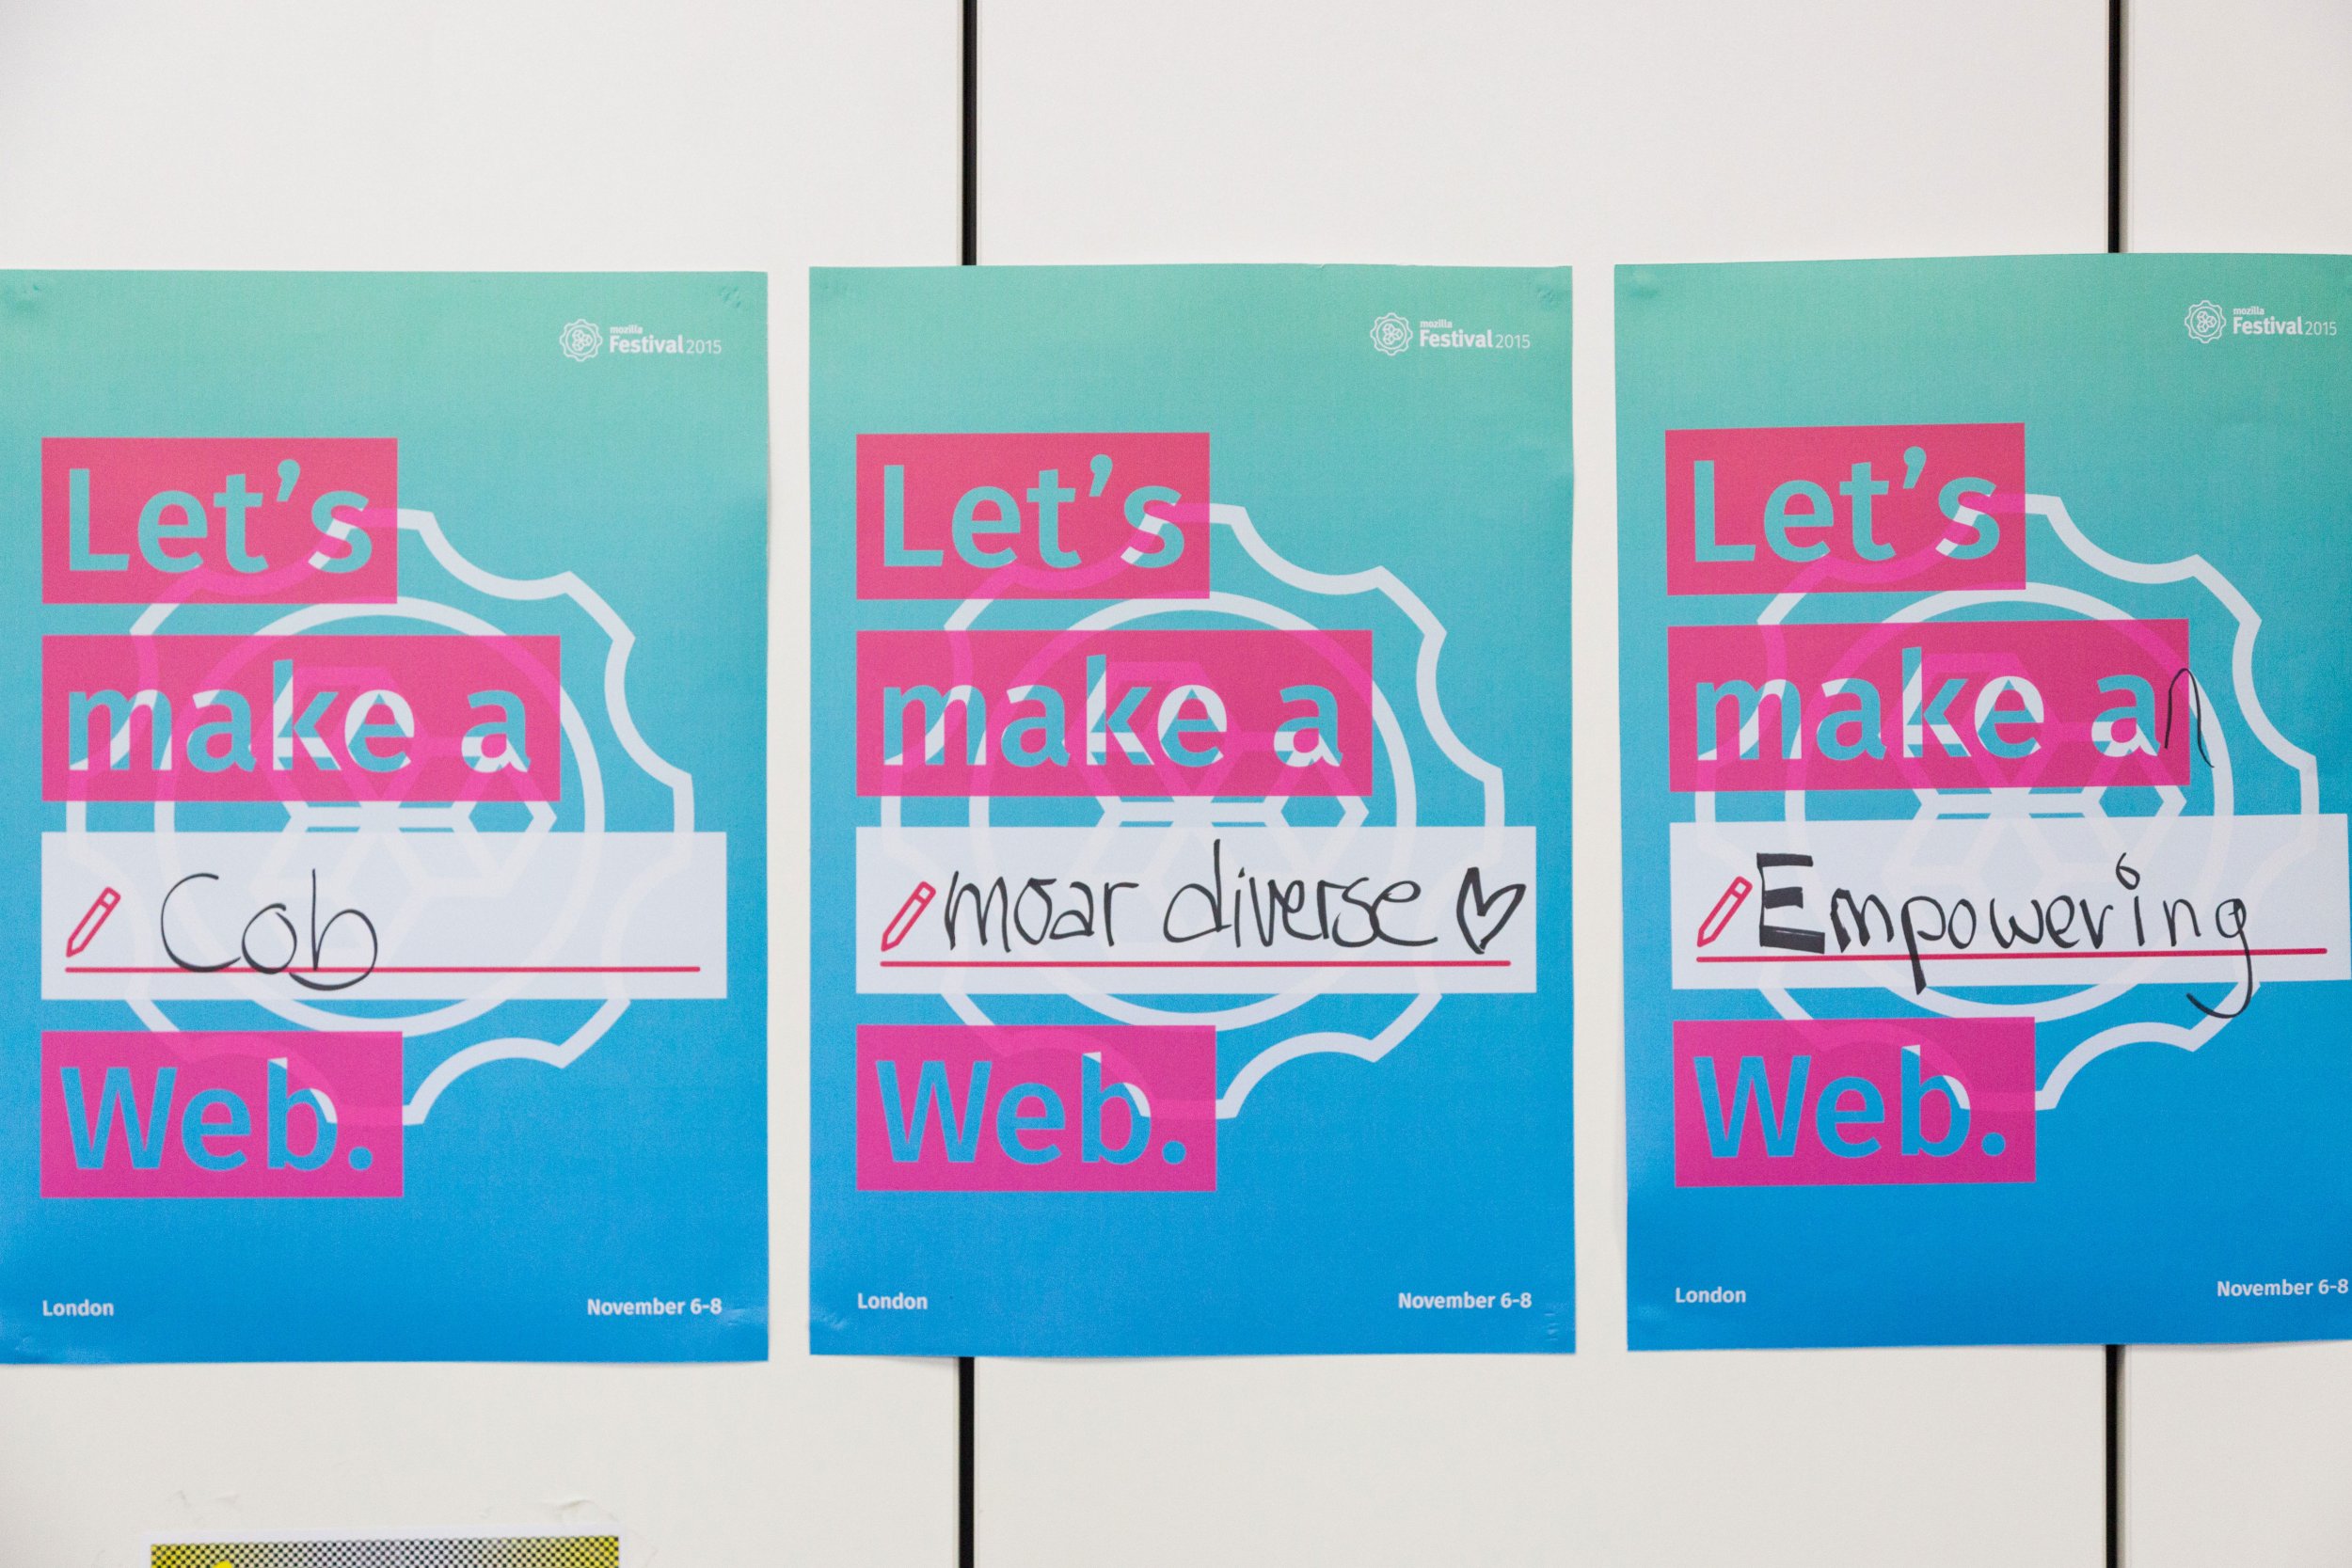 mozilla
Festival 2015
Let's
make a
Cob
Web.
London
November 6-8
mozilla
Festival 2015
Let's
make a
moar diverse
Web.
London
November 6-8
mozilla
Festival 2015
Let's
make an
Empowering
Web.
London
November 6-8